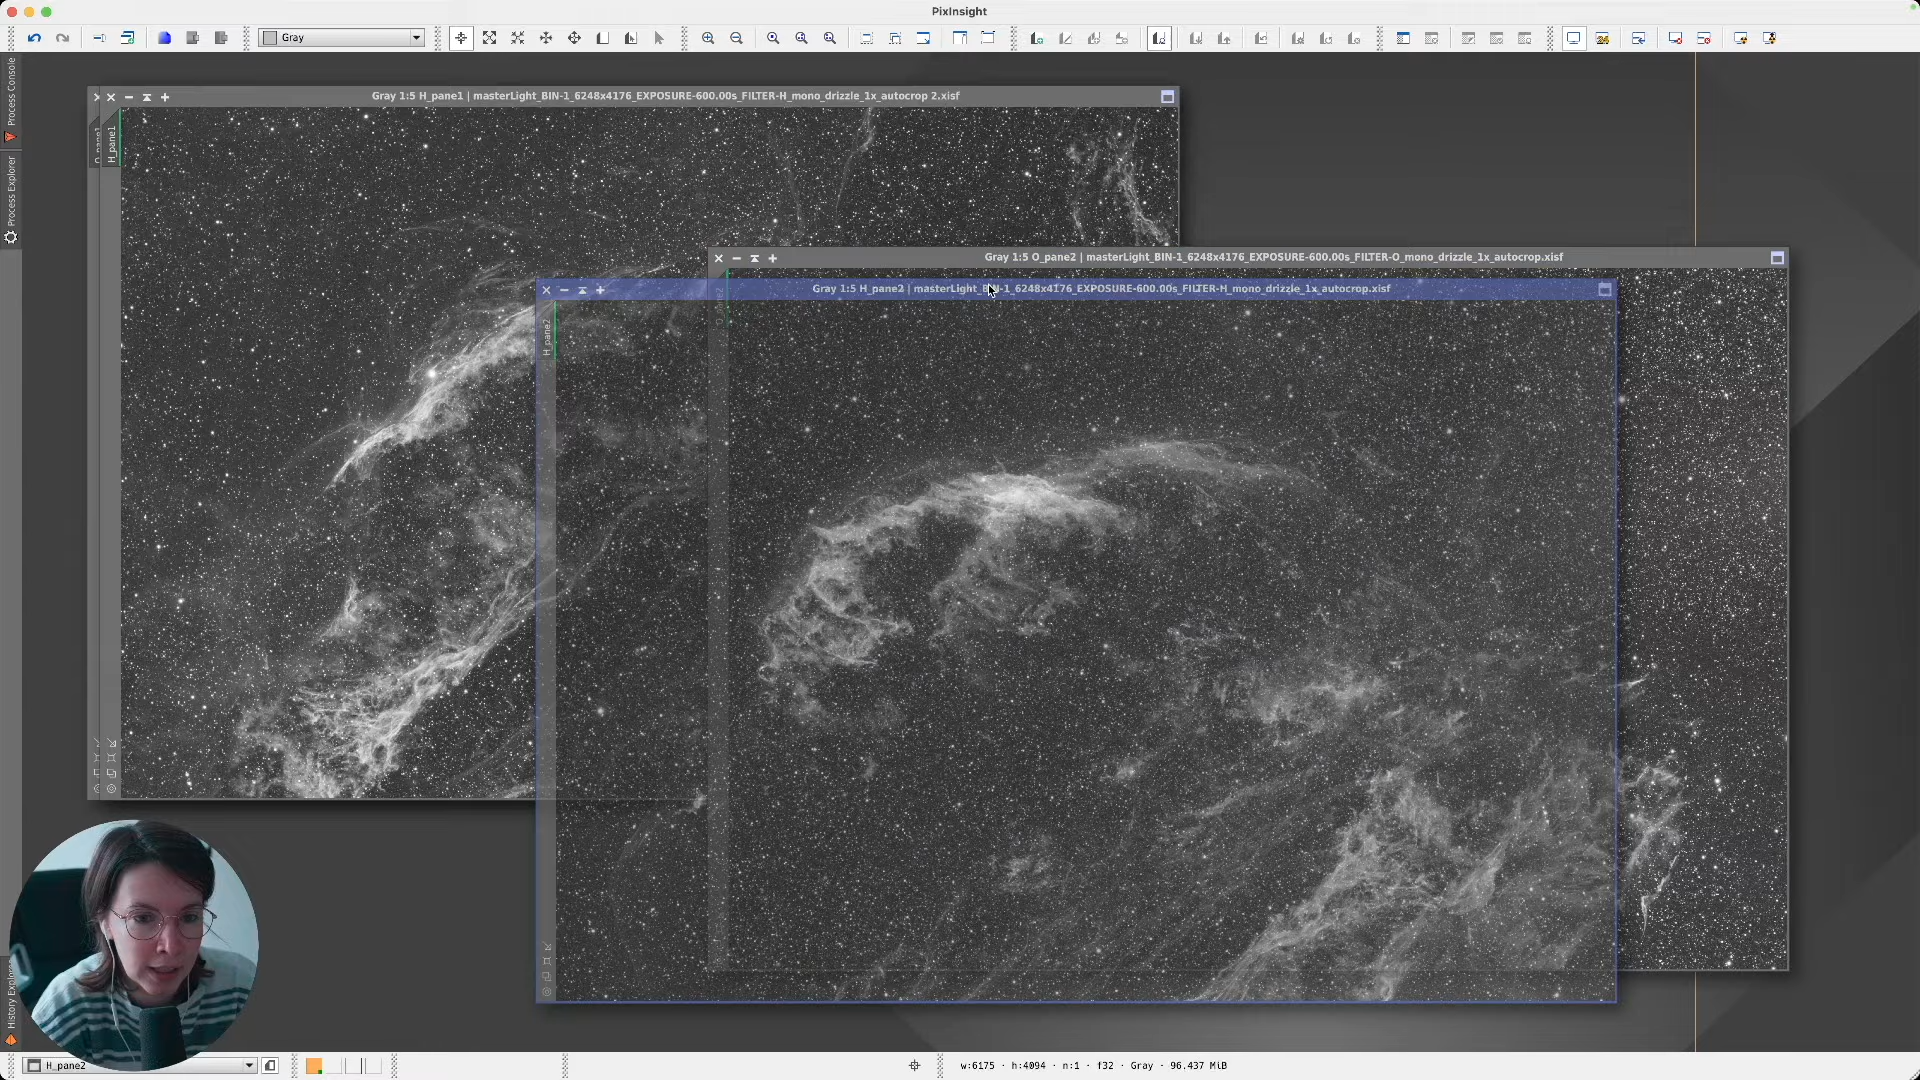 PixInsight
Gray
Process Console
Process Explorer
History Explorer
Gray 1:5 H_pane1 | masterLight_BIN-1_6248x4176_EXPOSURE-600.00s_FILTER-H_mono_drizzle_1x_autocrop 2.xisf
H_pane1
Gray 1:5 O_pane2 | masterLight_BIN-1_6248x4176_EXPOSURE-600.00s_FILTER-O_mono_drizzle_1x_autocrop.xisf
Gray 1:5 H_pane2 | masterLight_BIN-1_6248x4176_EXPOSURE-600.00s_FILTER-H_mono_drizzle_1x_autocrop.xisf
H_pane2
H_pane2
w:6175 · h:4094 · n:1 · f32 · Gray · 96.437 MiB